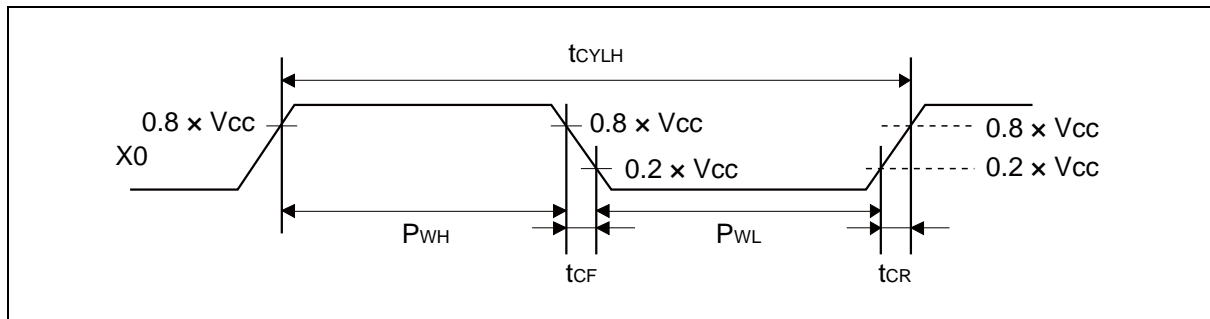 tCYLH
0.8 × Vcc
0.8 × Vcc
0.8 × Vcc
X0
0.2 × Vcc
0.2 × Vcc
PWH
PWL
tCF
tCR